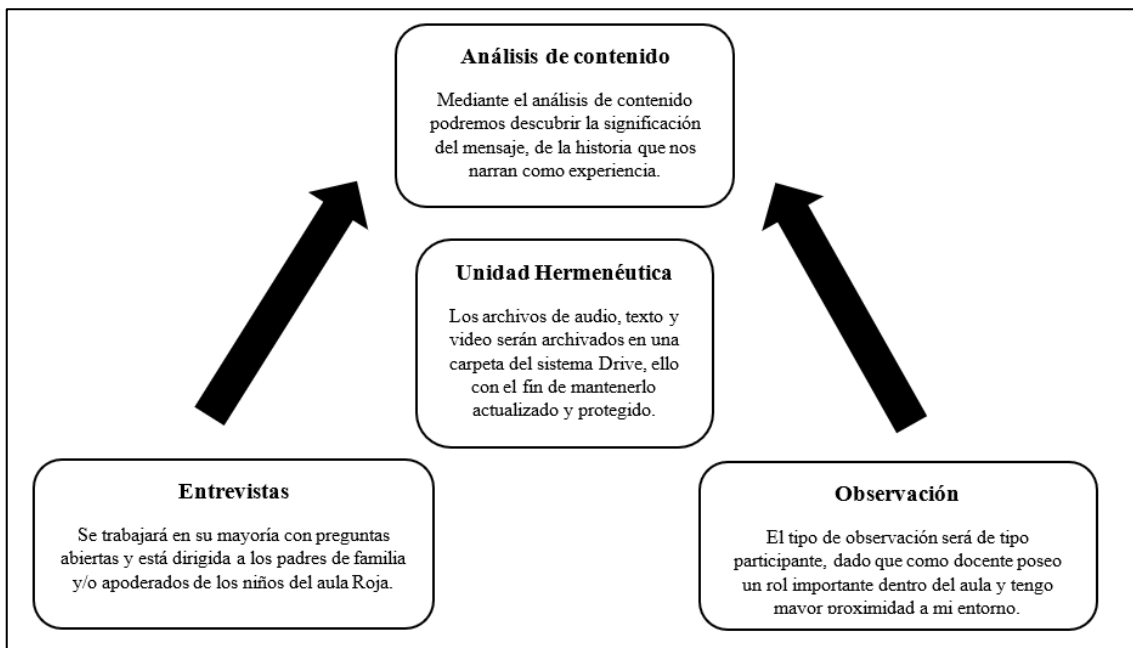 Análisis de contenido
Mediante el análisis de contenido
podremos descubrir la significación
del mensaje, de la historia que nos
narran como experiencia.
Unidad Hermenéutica
Los archivos de audio, texto y
video serán archivados en una
carpeta del sistema Drive, ello
con el fin de mantenerlo
actualizado y protegido.
Entrevistas
Se trabajará en su mayoría con preguntas
abiertas y está dirigida a los padres de familia
y/o apoderados de los niños del aula Roja.
Observación
El tipo de observación será de tipo
participante, dado que como docente poseo
un rol importante dentro del aula y tengo
mayor proximidad a mi entorno.